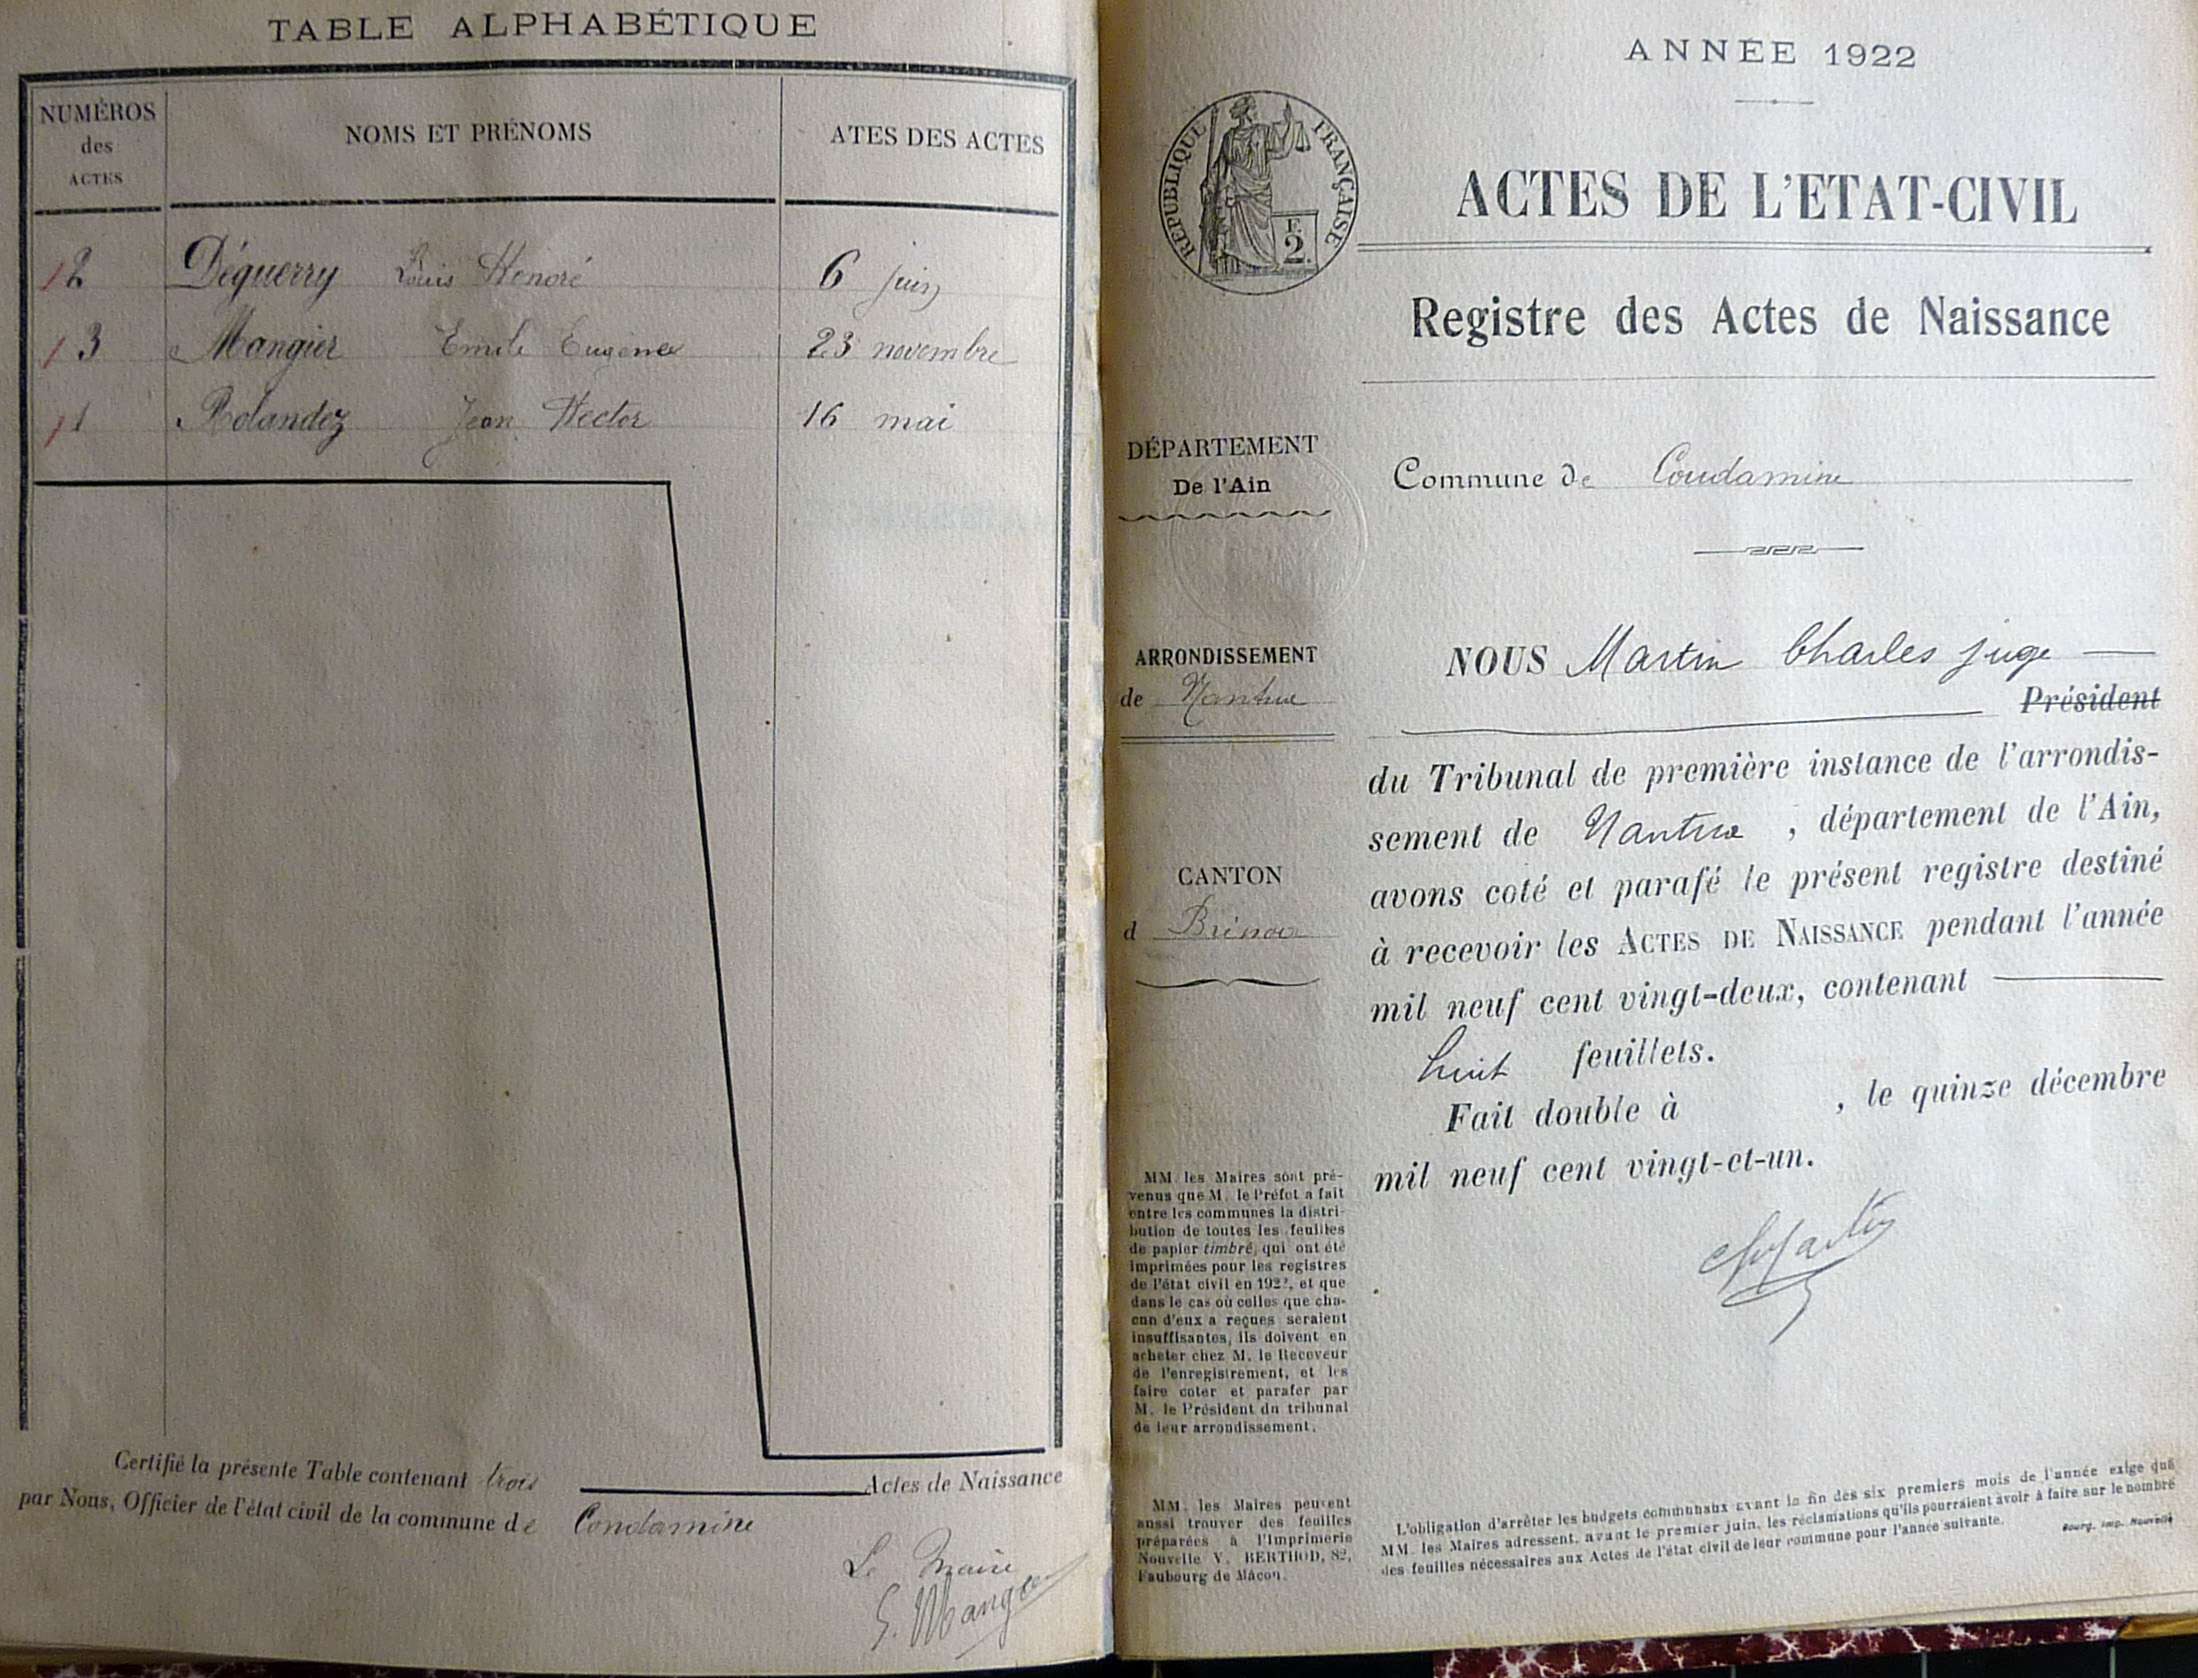 TABLE ALPHABÉTIQUE
NUMÉROS
des
ACTES
NOMS ET PRÉNOMS
ATES DES ACTES
2 Déguerry Louis Honoré 6 juin
3 Mangier Emile Eugène 23 novembre
1 Rolandez Jean Hector 16 mai
Certifié la présente Table contenant trois Actes de Naissance
par Nous, Officier de l'état civil de la commune de Condamine
Le Maire
E. Mangier
ANNÉE 1922
RÉPUBLIQUE FRANÇAISE
F.
2.
ACTES DE L'ETAT-CIVIL
Registre des Actes de Naissance
DÉPARTEMENT
De l'Ain
Commune de Condamine
ARRONDISSEMENT
de Nantua
CANTON
d Brénod
NOUS Martin Charles juge
Président
du Tribunal de première instance de l'arrondis-
sement de Nantua, département de l'Ain,
avons coté et parafé le présent registre destiné
à recevoir les ACTES DE NAISSANCE pendant l'année
mil neuf cent vingt-deux, contenant
huit feuillets.
Fait double à , le quinze décembre
mil neuf cent vingt-et-un.
MM. les Maires sont pré-
venus que M. le Préfet a fait
entre les communes la distri-
bution de toutes les feuilles
de papier timbré, qui ont été
imprimées pour les registres
de l'état civil en 1922, et que
dans le cas où celles que cha-
cun d'eux a reçues seraient
insuffisantes, ils doivent en
acheter chez M. le Receveur
de l'enregistrement, et les
faire coter et parafer par
M. le Président du tribunal
de leur arrondissement.
MM. les Maires peuvent
aussi trouver des feuilles
préparées à l'Imprimerie
Nouvelle V. BERTHOD, 82,
Faubourg de Mâcon.
L'obligation d'arrêter les budgets communaux avant la fin des six premiers mois de l'année exige que
MM. les Maires adressent, avant le premier juin, les réclamations qu'ils pourraient avoir à faire sur le nombre
des feuilles nécessaires aux Actes de l'état civil de leur commune pour l'année suivante.
Bourg, Imp. Nouvelle